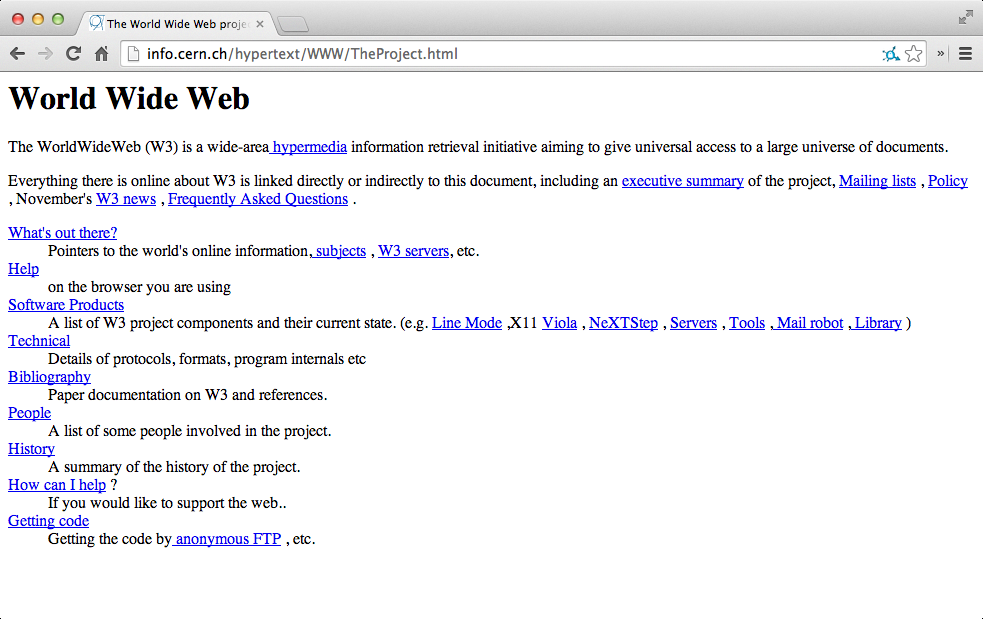 The World Wide Web proje
info.cern.ch/hypertext/WWW/TheProject.html
World Wide Web
The WorldWideWeb (W3) is a wide-area hypermedia information retrieval initiative aiming to give universal access to a large universe of documents.
Everything there is online about W3 is linked directly or indirectly to this document, including an executive summary of the project, Mailing lists , Policy
, November's W3 news , Frequently Asked Questions .
What's out there?
Pointers to the world's online information, subjects , W3 servers, etc.
Help
on the browser you are using
Software Products
A list of W3 project components and their current state. (e.g. Line Mode ,X11 Viola , NeXTStep , Servers , Tools , Mail robot , Library )
Technical
Details of protocols, formats, program internals etc
Bibliography
Paper documentation on W3 and references.
People
A list of some people involved in the project.
History
A summary of the history of the project.
How can I help ?
If you would like to support the web..
Getting code
Getting the code by anonymous FTP , etc.